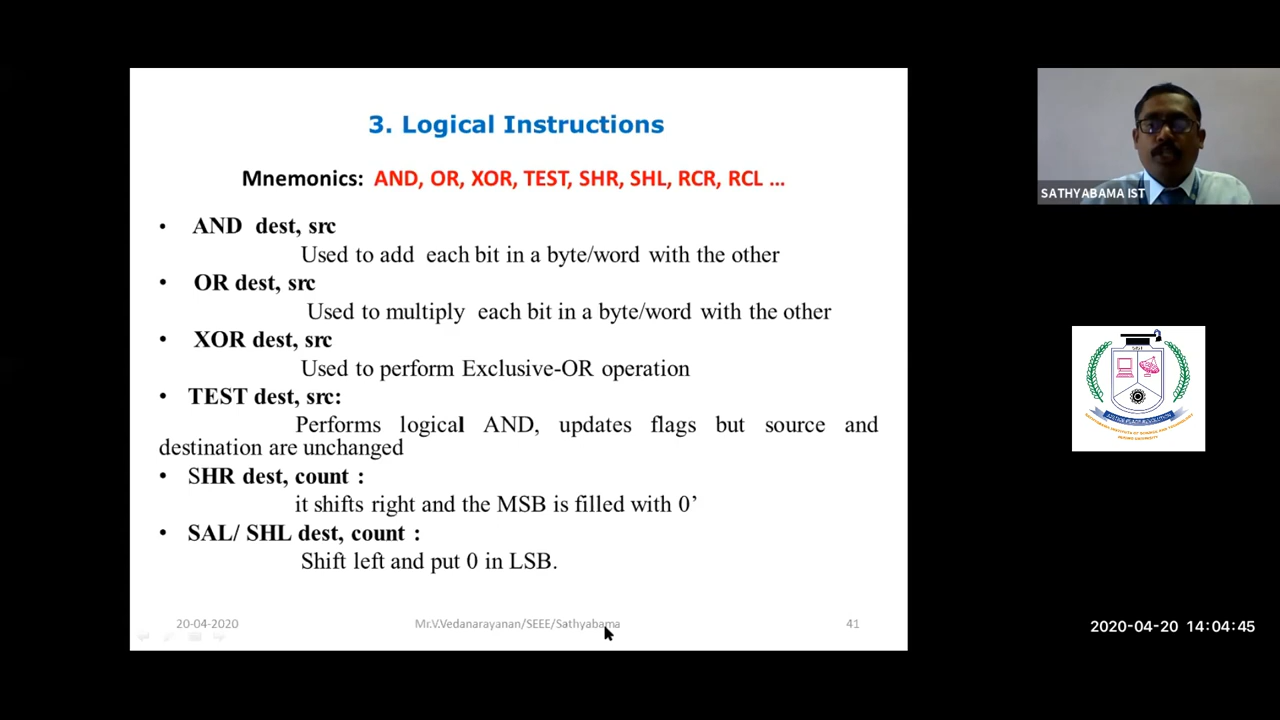 3. Logical Instructions
Mnemonics: AND, OR, XOR, TEST, SHR, SHL, RCR, RCL ...
• AND dest, src
Used to add each bit in a byte/word with the other
• OR dest, src
Used to multiply each bit in a byte/word with the other
• XOR dest, src
Used to perform Exclusive-OR operation
• TEST dest, src:
Performs logical AND, updates flags but source and
destination are unchanged
• SHR dest, count :
it shifts right and the MSB is filled with 0’
• SAL/ SHL dest, count :
Shift left and put 0 in LSB.
20-04-2020 Mr.V.Vedanarayanan/SEEE/Sathyabama 41
SATHYABAMA IST
2020-04-20 14:04:45